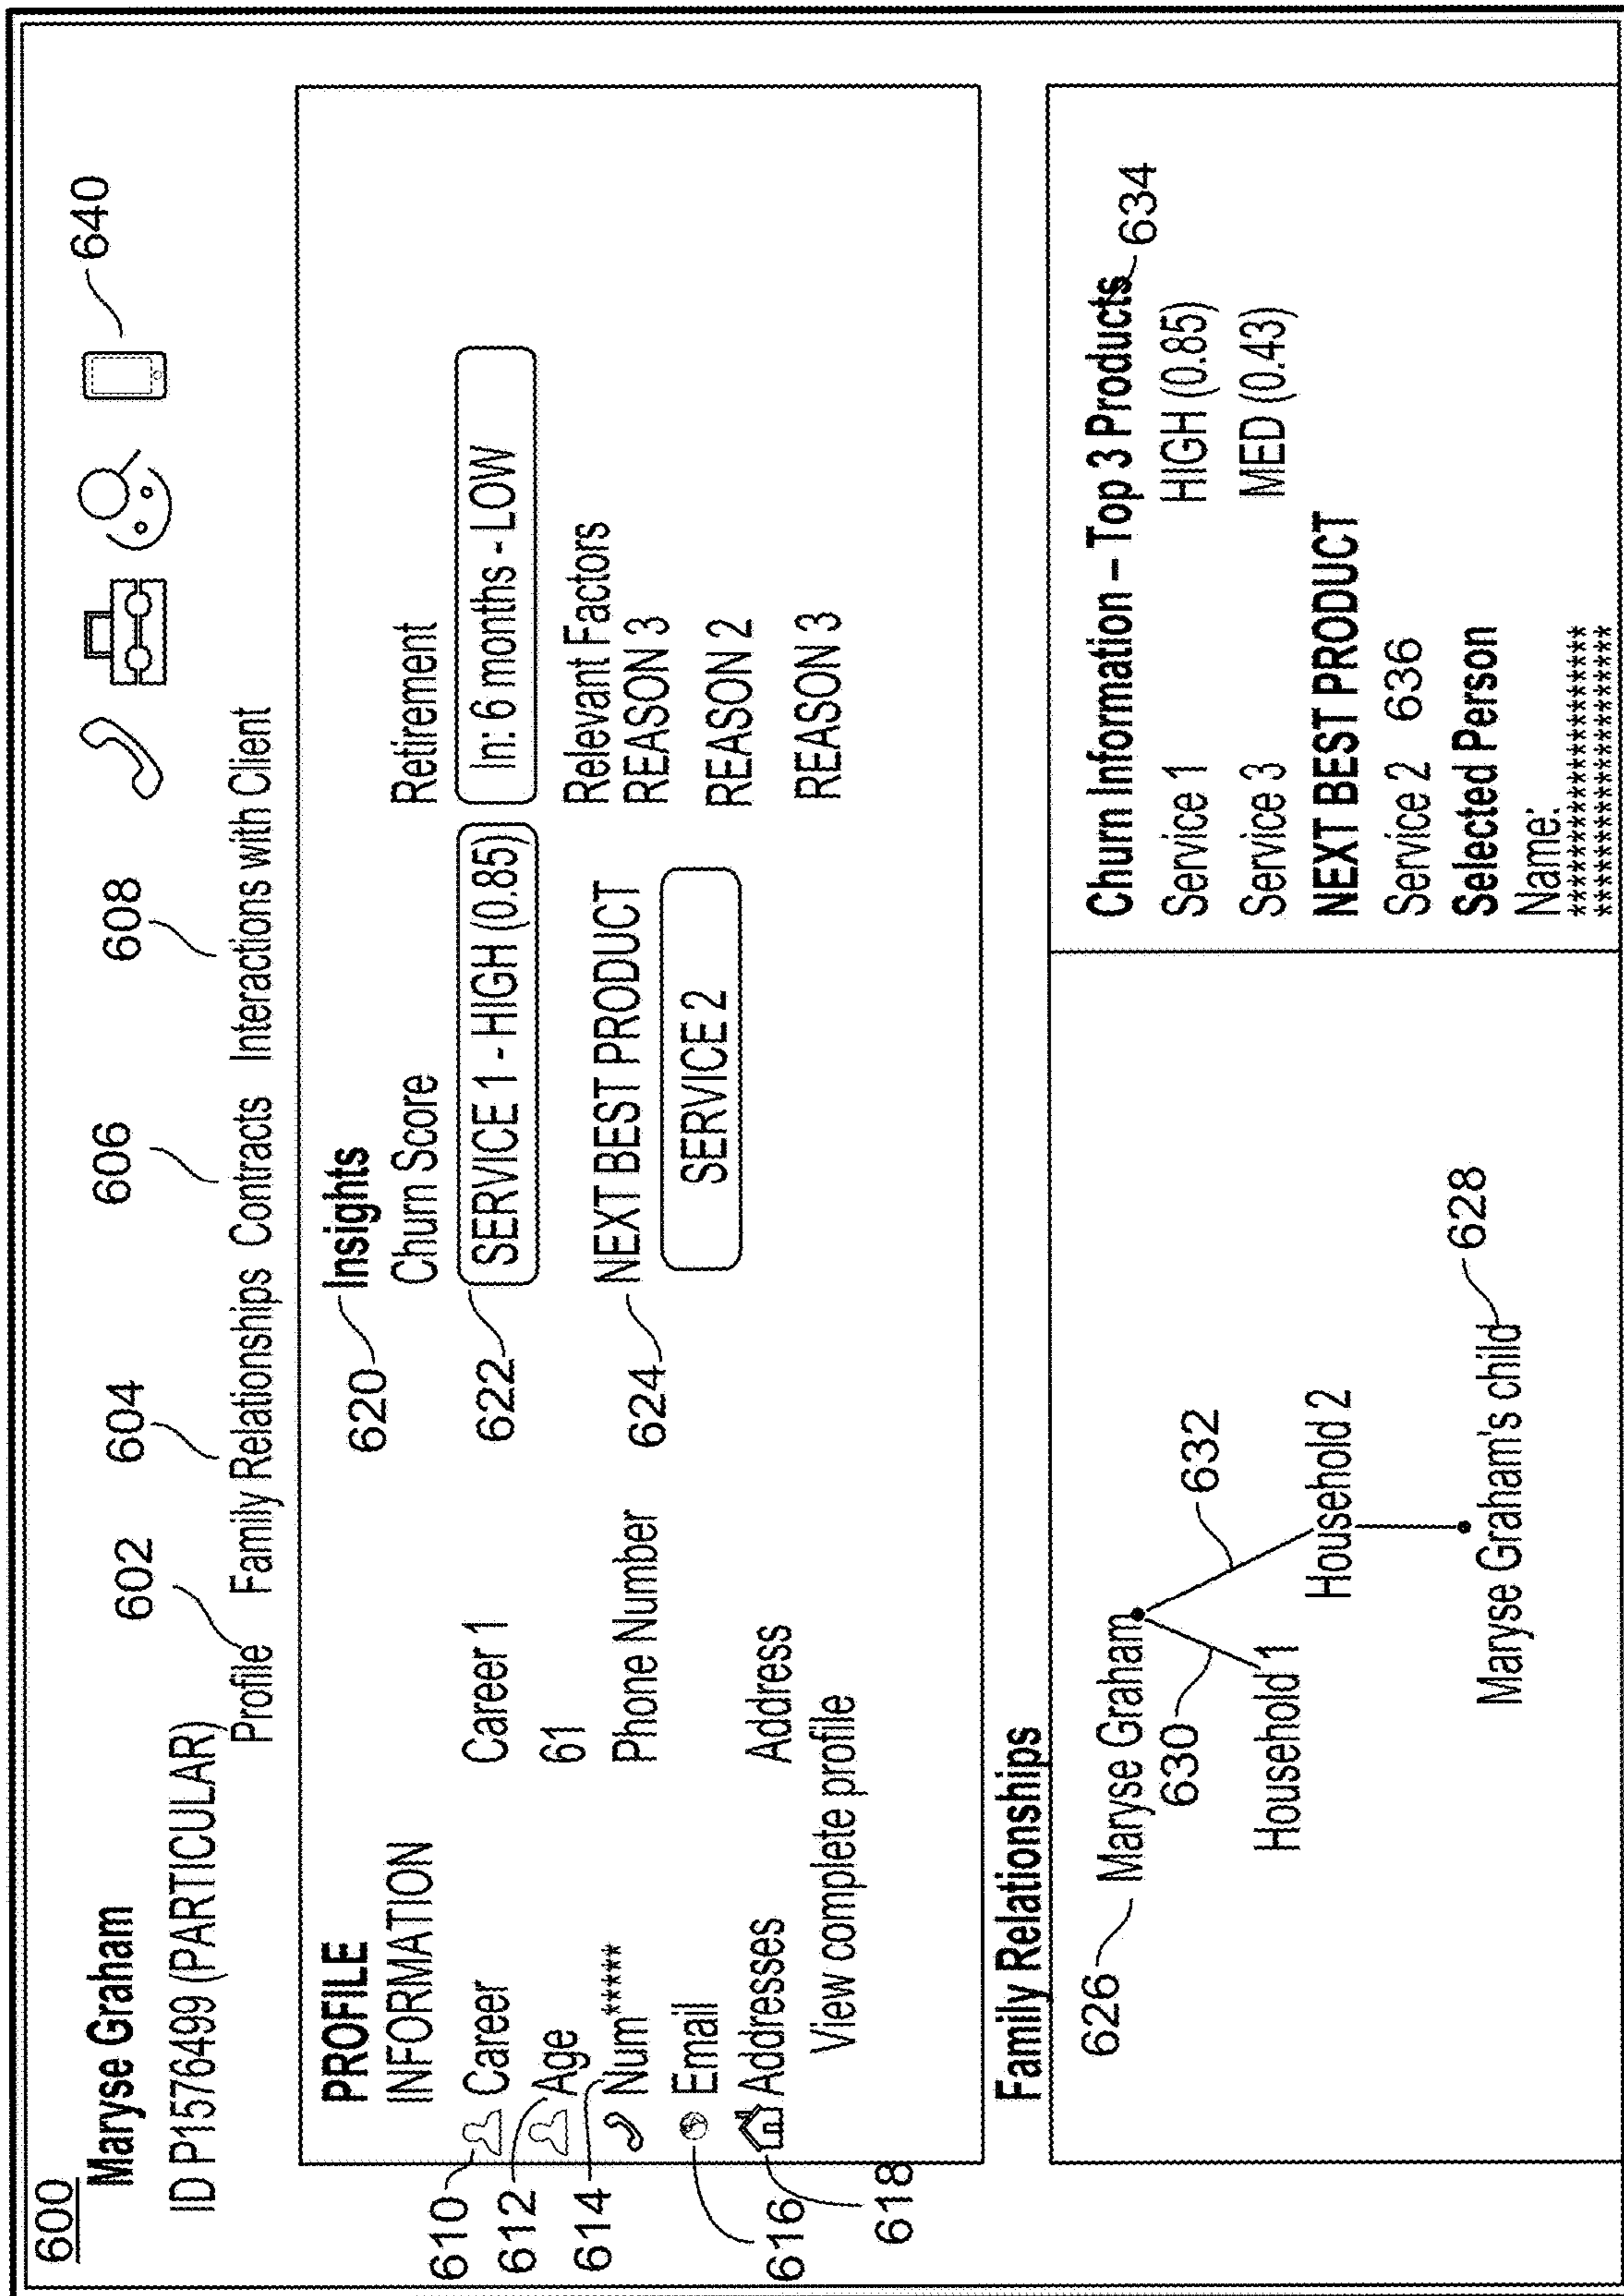 600
Maryse Graham
ID P1576499 (PARTICULAR)
640
602 604 606 608
Profile Family Relationships Contracts Interactions with Client
PROFILE
INFORMATION
610 Career Career 1
612 Age 61
614 Num***** Phone Number
616 Email
618 Addresses Address
View complete profile
620 Insights
Churn Score
622 SERVICE 1 - HIGH (0.85)
624 NEXT BEST PRODUCT
SERVICE 2
Retirement
In: 6 months - LOW
Relevant Factors
REASON 3
REASON 2
REASON 3
Family Relationships
626 Maryse Graham
630 632
Household 1
Household 2
Maryse Graham's child 628
Churn Information – Top 3 Products 634
Service 1 HIGH (0.85)
Service 3 MED (0.43)
NEXT BEST PRODUCT
Service 2 636
Selected Person
Name:
**********************
**********************